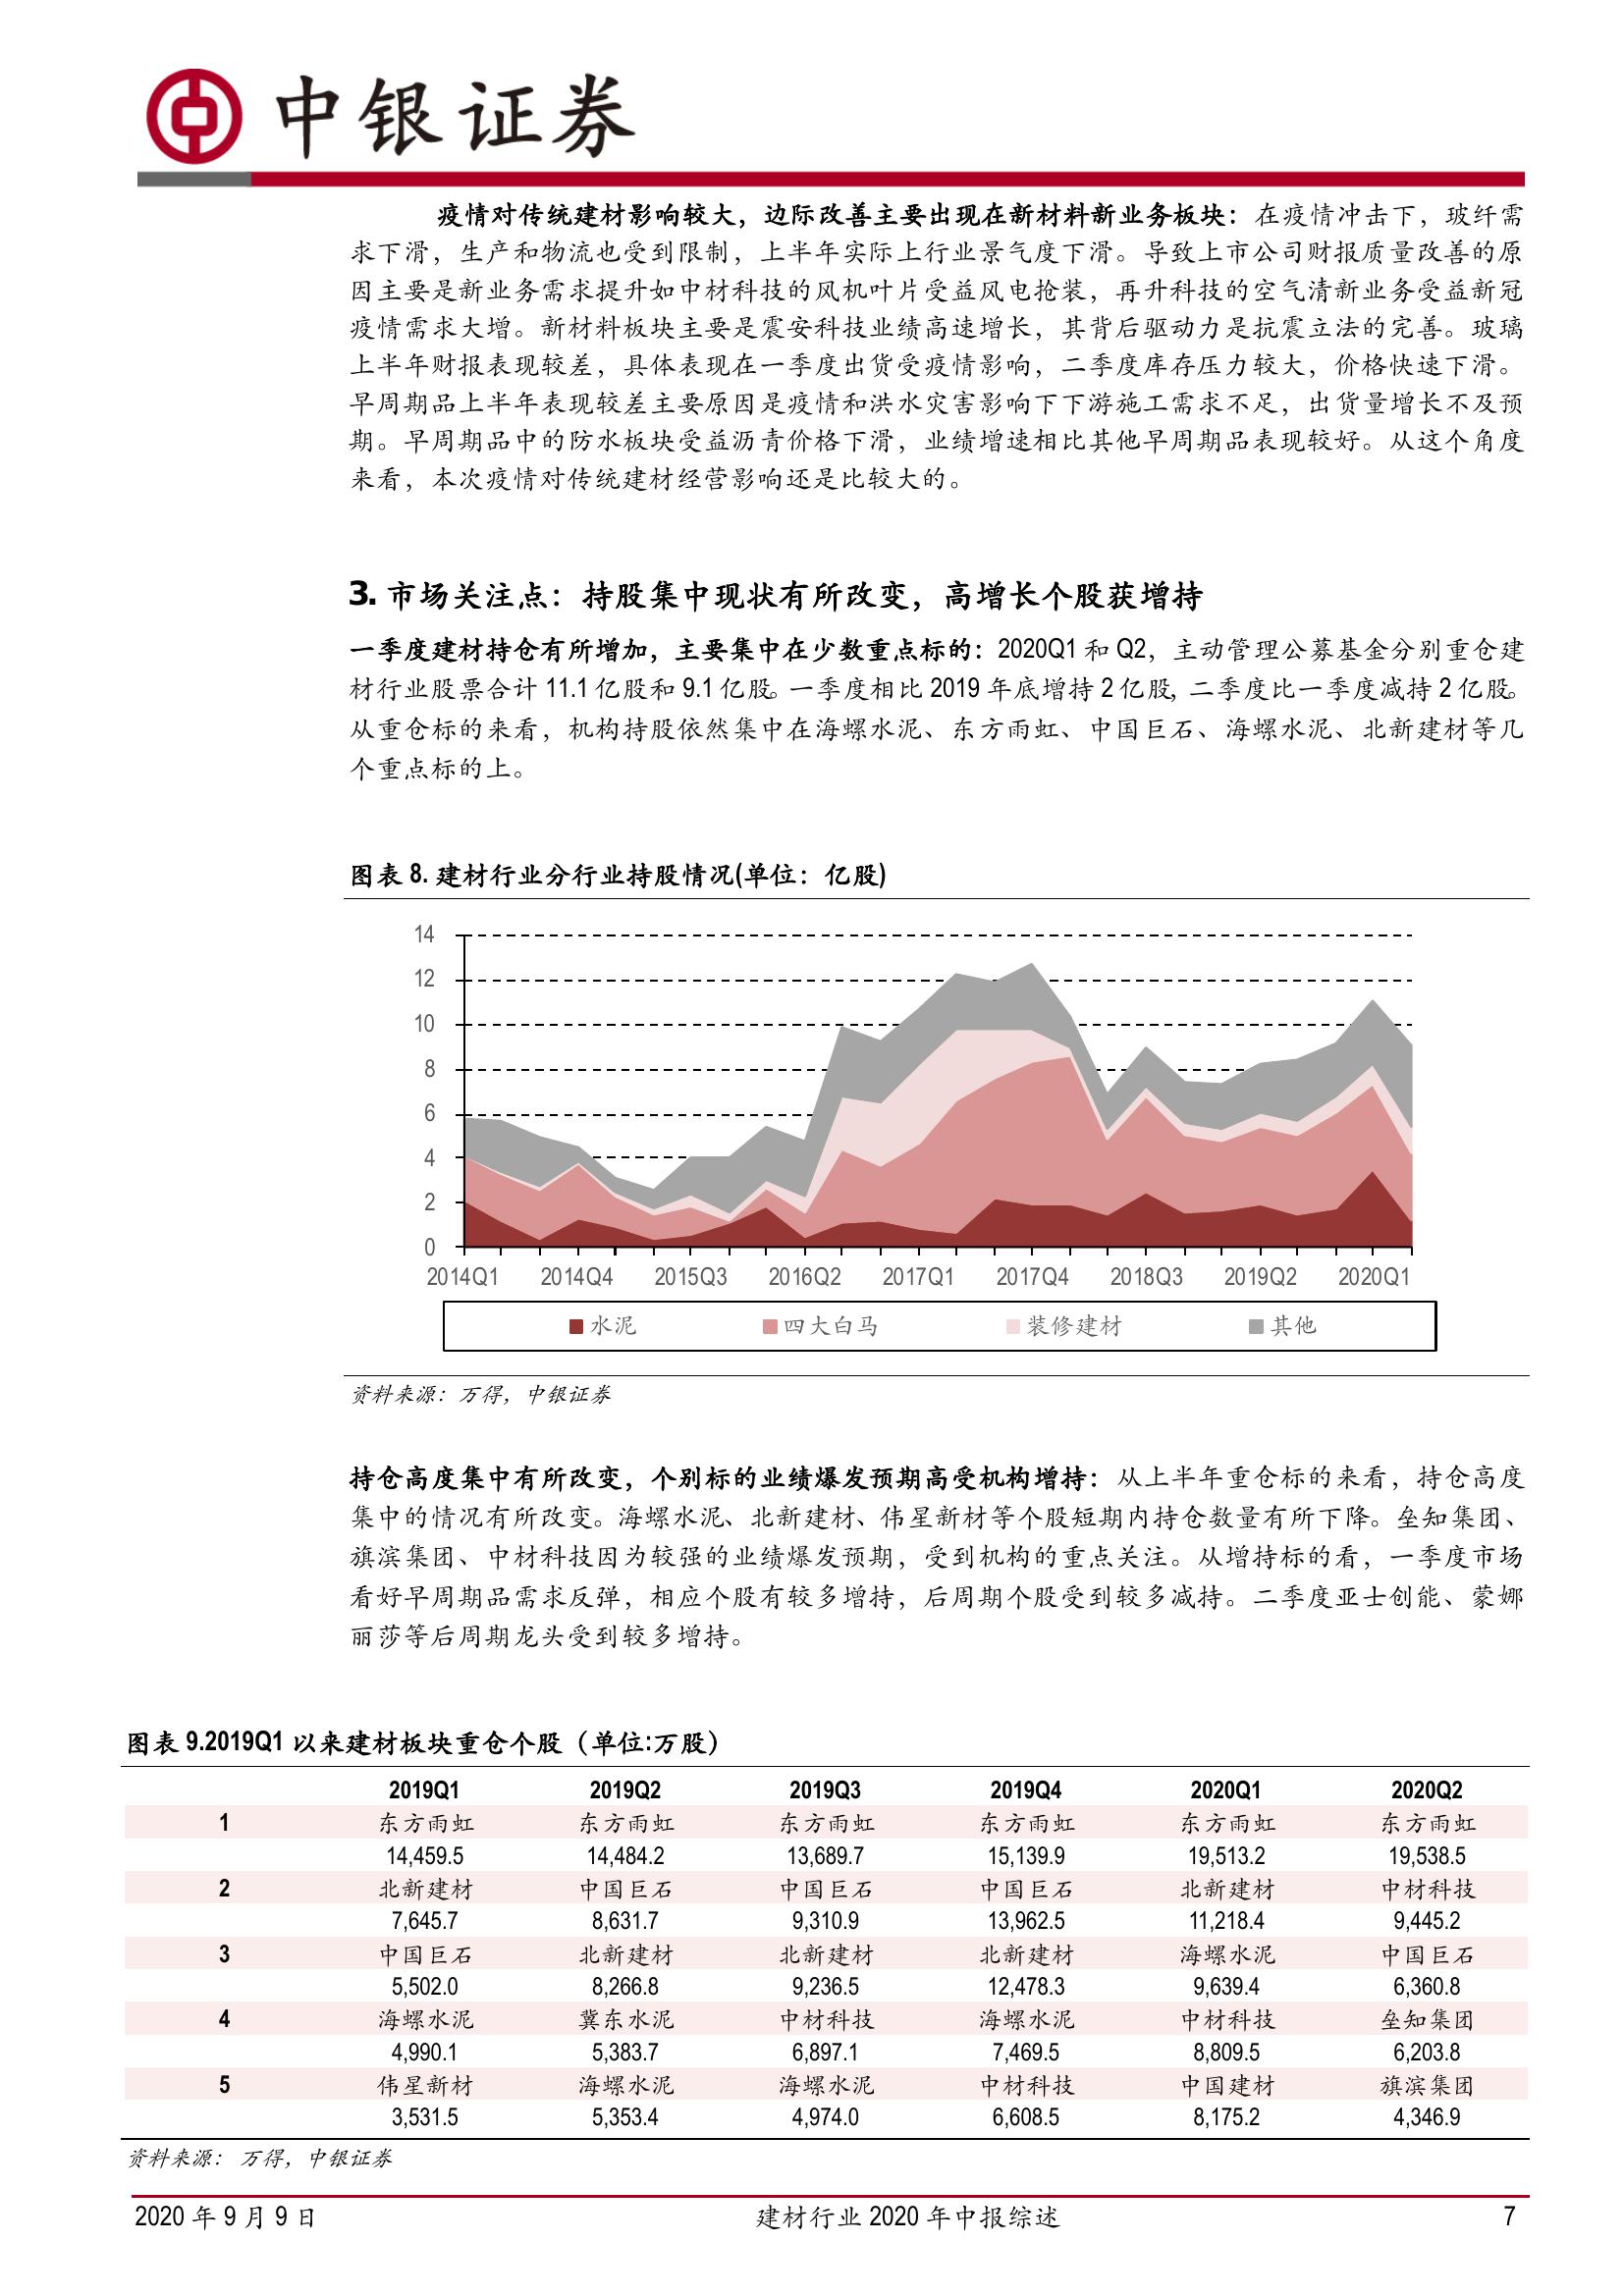 中银证券
疫情对传统建材影响较大，边际改善主要出现在新材料新业务板块：在疫情冲击下，玻纤需
求下滑，生产和物流也受到限制，上半年实际上行业景气度下滑。导致上市公司财报质量改善的原
因主要是新业务需求提升如中材科技的风机叶片受益风电抢装，再升科技的空气清新业务受益新冠
疫情需求大增。新材料板块主要是震安科技业绩高速增长，其背后驱动力是抗震立法的完善。玻璃
上半年财报表现较差，具体表现在一季度出货受疫情影响，二季度库存压力较大，价格快速下滑。
早周期品上半年表现较差主要原因是疫情和洪水灾害影响下下游施工需求不足，出货量增长不及预
期。早周期品中的防水板块受益沥青价格下滑，业绩增速相比其他早周期品表现较好。从这个角度
来看，本次疫情对传统建材经营影响还是比较大的。
3. 市场关注点：持股集中现状有所改变，高增长个股获增持
一季度建材持仓有所增加，主要集中在少数重点标的：2020Q1 和 Q2，主动管理公募基金分别重仓建
材行业股票合计 11.1 亿股和 9.1 亿股。一季度相比 2019 年底增持 2 亿股，二季度比一季度减持 2 亿股。
从重仓标的来看，机构持股依然集中在海螺水泥、东方雨虹、中国巨石、海螺水泥、北新建材等几
个重点标的上。
图表 8. 建材行业分行业持股情况(单位：亿股)
14
12
10
8
6
4
2
0
2014Q1 2014Q4 2015Q3 2016Q2 2017Q1 2017Q4 2018Q3 2019Q2 2020Q1
水泥 四大白马 装修建材 其他
资料来源：万得，中银证券
持仓高度集中有所改变，个别标的业绩爆发预期高受机构增持：从上半年重仓标的来看，持仓高度
集中的情况有所改变。海螺水泥、北新建材、伟星新材等个股短期内持仓数量有所下降。垒知集团、
旗滨集团、中材科技因为较强的业绩爆发预期，受到机构的重点关注。从增持标的看，一季度市场
看好早周期品需求反弹，相应个股有较多增持，后周期个股受到较多减持。二季度亚士创能、蒙娜
丽莎等后周期龙头受到较多增持。
图表 9.2019Q1 以来建材板块重仓个股（单位:万股）
2019Q1 2019Q2 2019Q3 2019Q4 2020Q1 2020Q2
1 东方雨虹 东方雨虹 东方雨虹 东方雨虹 东方雨虹 东方雨虹
14,459.5 14,484.2 13,689.7 15,139.9 19,513.2 19,538.5
2 北新建材 中国巨石 中国巨石 中国巨石 北新建材 中材科技
7,645.7 8,631.7 9,310.9 13,962.5 11,218.4 9,445.2
3 中国巨石 北新建材 北新建材 北新建材 海螺水泥 中国巨石
5,502.0 8,266.8 9,236.5 12,478.3 9,639.4 6,360.8
4 海螺水泥 冀东水泥 中材科技 海螺水泥 中材科技 垒知集团
4,990.1 5,383.7 6,897.1 7,469.5 8,809.5 6,203.8
5 伟星新材 海螺水泥 海螺水泥 中材科技 中国建材 旗滨集团
3,531.5 5,353.4 4,974.0 6,608.5 8,175.2 4,346.9
资料来源： 万得，中银证券
2020 年 9 月 9 日 建材行业 2020 年中报综述 7